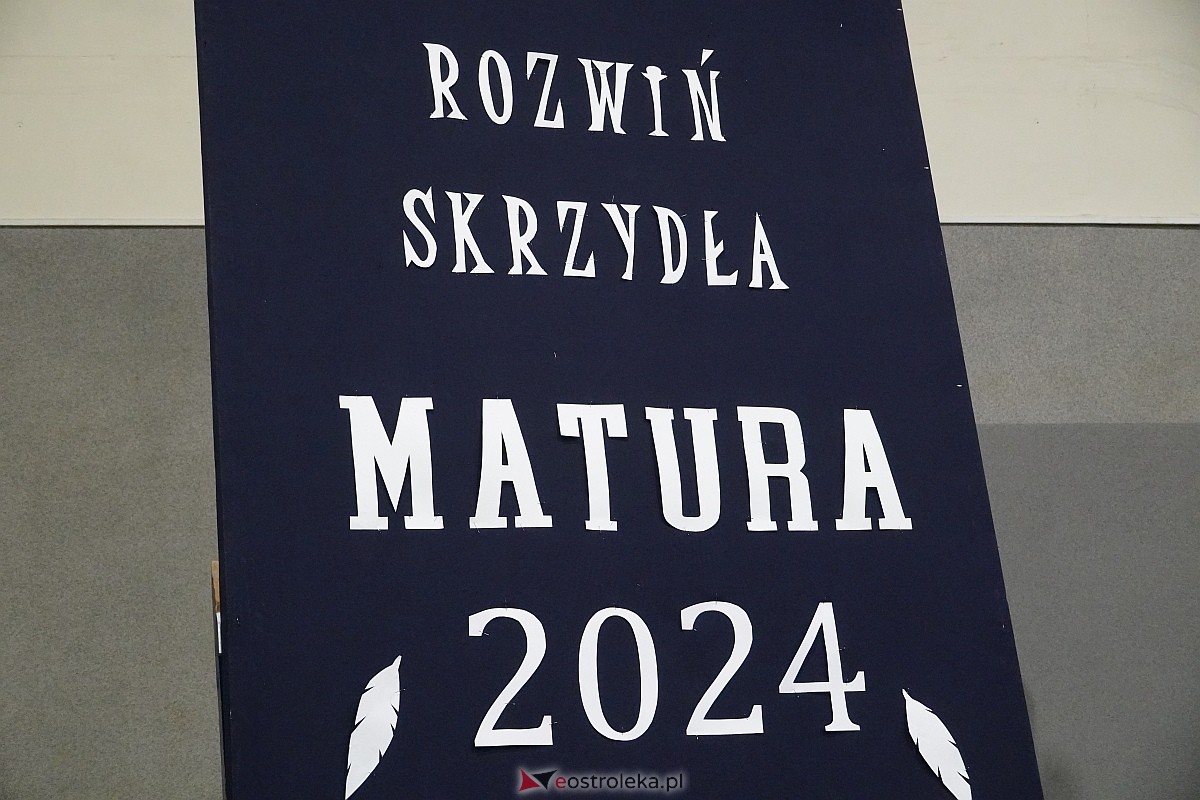 ROZWIŃ
SKRZYDŁA
MATURA
2024
eostroleka.pl